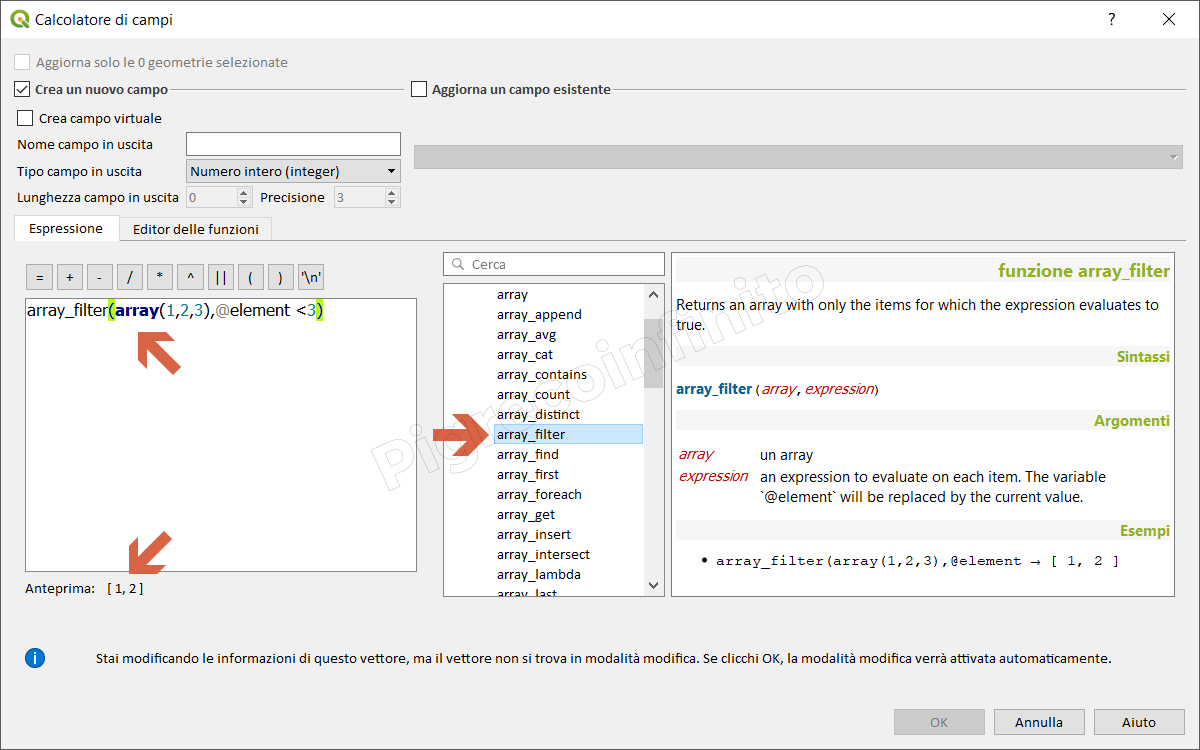 Calcolatore di campi
?
Aggiorna solo le 0 geometrie selezionate
Crea un nuovo campo
Aggiorna un campo esistente
Crea campo virtuale
Nome campo in uscita
Tipo campo in uscita
Numero intero (integer)
Lunghezza campo in uscita
0
Precisione
3
Espressione
Editor delle funzioni
=
+
-
/
*
^
||
(
)
'\n'
array_filter(array(1,2,3),@element <3)
Anteprima: [ 1, 2 ]
Cerca
array
array_append
array_avg
array_cat
array_contains
array_count
array_distinct
array_filter
array_find
array_first
array_foreach
array_get
array_insert
array_intersect
array_lambda
array_last
funzione array_filter
Returns an array with only the items for which the expression evaluates to
true.
Sintassi
array_filter (array, expression)
Argomenti
array un array
expression an expression to evaluate on each item. The variable
`@element` will be replaced by the current value.
Esempi
• array_filter(array(1,2,3),@element → [ 1, 2 ]
Pigrecoinfinito
Stai modificando le informazioni di questo vettore, ma il vettore non si trova in modalità modifica. Se clicchi OK, la modalità modifica verrà attivata automaticamente.
OK
Annulla
Aiuto